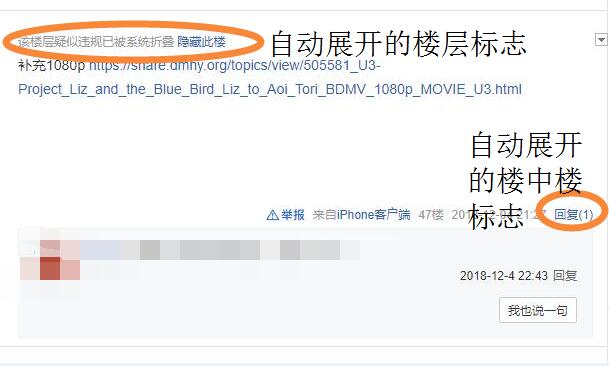 该楼层疑似违规已被系统折叠 隐藏此楼
自动展开的楼层标志
补充1080p https://share.dmhy.org/topics/view/505581_U3-
Project_Liz_and_the_Blue_Bird_Liz_to_Aoi_Tori_BDMV_1080p_MOVIE_U3.html
自动展开
的楼中楼
标志
举报 来自iPhone客户端 47楼 21:27 回复(1)
2018-12-4 22:43 回复
我也说一句